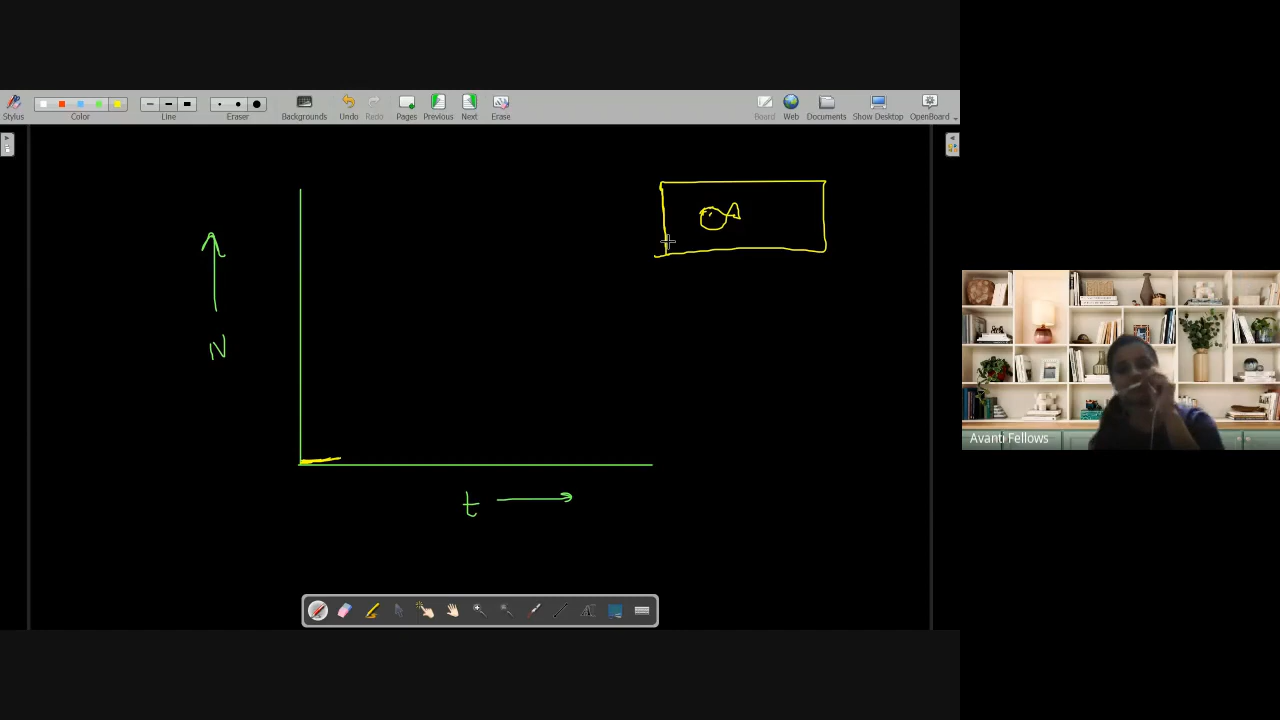 Stylus Color Line Eraser Backgrounds Undo Redo Pages Previous Next Erase Board Web Documents Show Desktop OpenBoard
N
t
Avanti Fellows